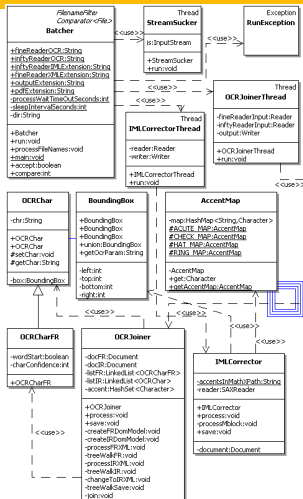 FilenameFilter
Comparator<File>
Batcher
+fineReaderOCR:String
+inftyReaderOCR:String
+inftyReaderIMLExtension:String
+fineReaderXMLExtension:String
+outputExtension:String
+pdfExtension:String
-processWaitTimeOutSeconds:int
-sleepIntervalSeconds:int
-dir:String
+Batcher
+run:void
-processFileNames:void
+main:void
+accept:boolean
+compare:int
<<use>>
Thread
StreamSucker
is:InputStream
+StreamSucker
+run:void
Exception
RunException
<<use>>
<<use>>
<<use>>
Thread
IMLCorrectorThread
-reader:Reader
-writer:Writer
+IMLCorrectorThread
+run:void
Thread
OCRJoinerThread
-fineReaderInput:Reader
-inftyReaderInput:Reader
-output:Writer
+OCRJoinerThread
+run:void
<<use>>
OCRChar
-chr:String
+OCRChar
+OCRChar
#setChar:void
#getChar:String
-box:BoundingBox
BoundingBox
+BoundingBox
+BoundingBox
+BoundingBox
+union:BoundingBox
+getOcrParam:String
-left:int
-top:int
-bottom:int
-right:int
AccentMap
-map:HashMap<String,Character>
#ACUTE_MAP:AccentMap
#CHECK_MAP:AccentMap
#HAT_MAP:AccentMap
#RING_MAP:AccentMap
-AccentMap
+get:Character
+getAccentMap:AccentMap
<<use>>
<<use>>
<<use>>
OCRCharFR
-wordStart:boolean
-charConfidence:int
+OCRCharFR
<<use>>
OCRJoiner
-docFR:Document
-docIR:Document
-listFR:LinkedList<OCRCharFR>
-listIR:LinkedList<OCRChar>
-accent:HashSet<Character>
+OCRJoiner
+process:void
+save:void
-createFRDomModel:void
-createIRDomModel:void
-processFRXML:void
-treeWalkFR:void
-processIRXML:void
-treeWalkIR:void
-changeToIRXML:void
-treeWalkSave:void
-join:void
IMLCorrector
-accentsInMathXPath:String
-reader:SAXReader
+IMLCorrector
+process:void
-processMblock:void
+save:void
-document:Document